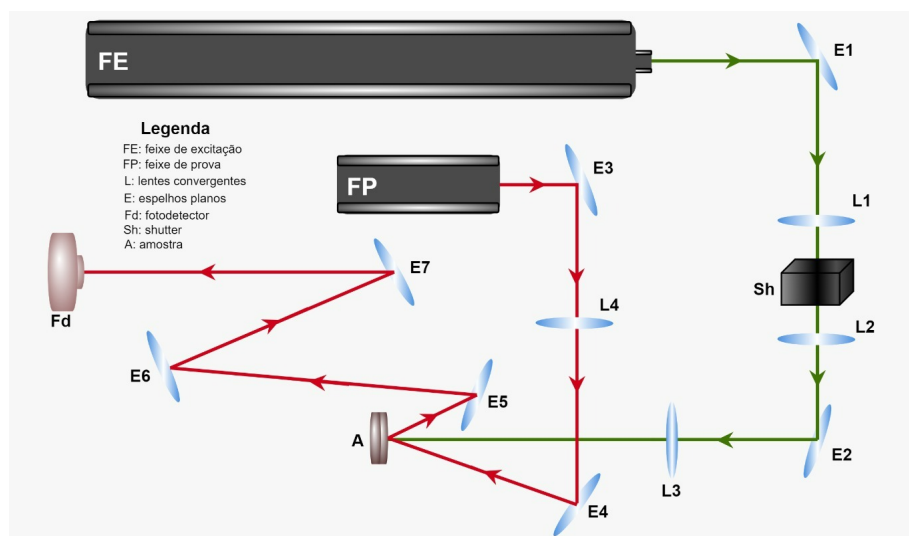 FE
E1
Legenda
FE: feixe de excitação
FP: feixe de prova
L: lentes convergentes
E: espelhos planos
Fd: fotodetector
Sh: shutter
A: amostra
FP
E3
L1
E7
Sh
Fd
L4
L2
E6
E5
A
E2
L3
E4